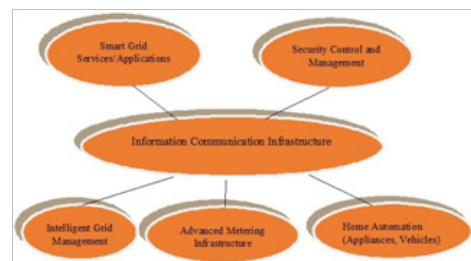 Smart Grid
Services/Applications
Security Control and
Management
Information Communication Infrastructure
Intelligent Grid
Management
Advanced Metering
Infrastructure
Home Automation
(Appliances, Vehicles)